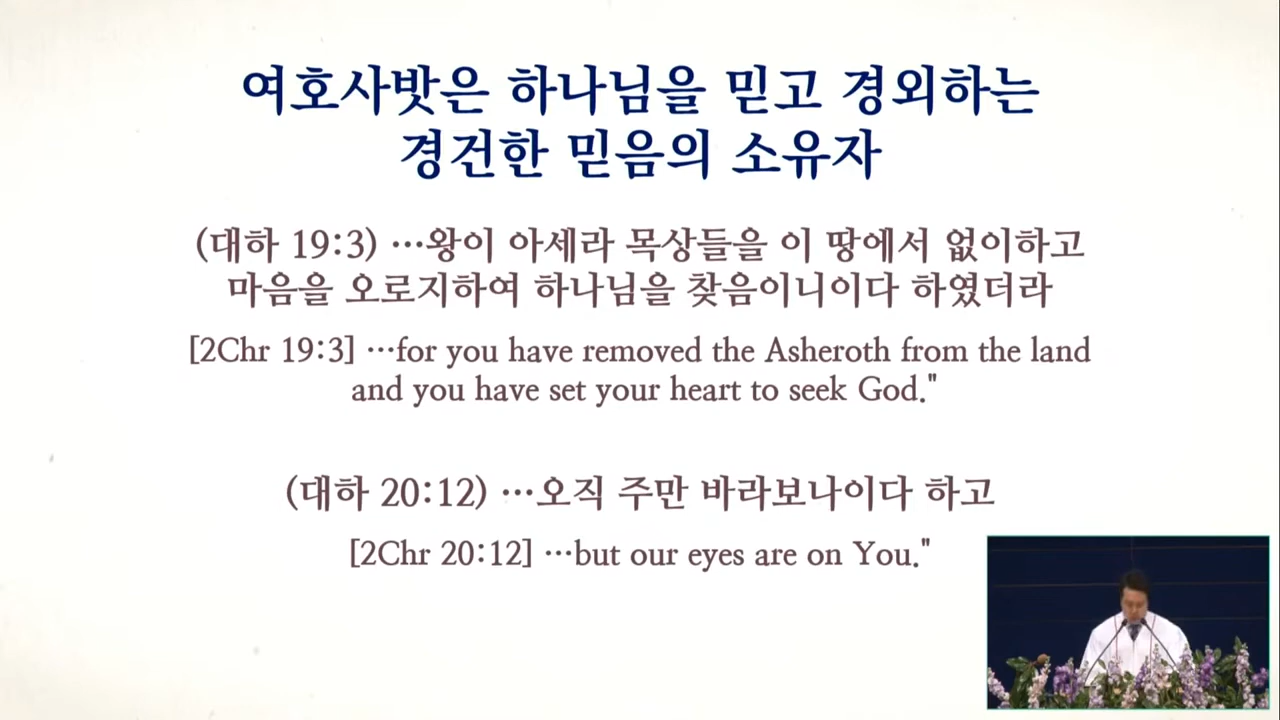 여호사밧은 하나님을 믿고 경외하는
경건한 믿음의 소유자
(대하 19:3) …왕이 아세라 목상들을 이 땅에서 없이하고
마음을 오로지하여 하나님을 찾음이니이다 하였더라
[2Chr 19:3] …for you have removed the Asheroth from the land
and you have set your heart to seek God."
(대하 20:12) …오직 주만 바라보나이다 하고
[2Chr 20:12] …but our eyes are on You."